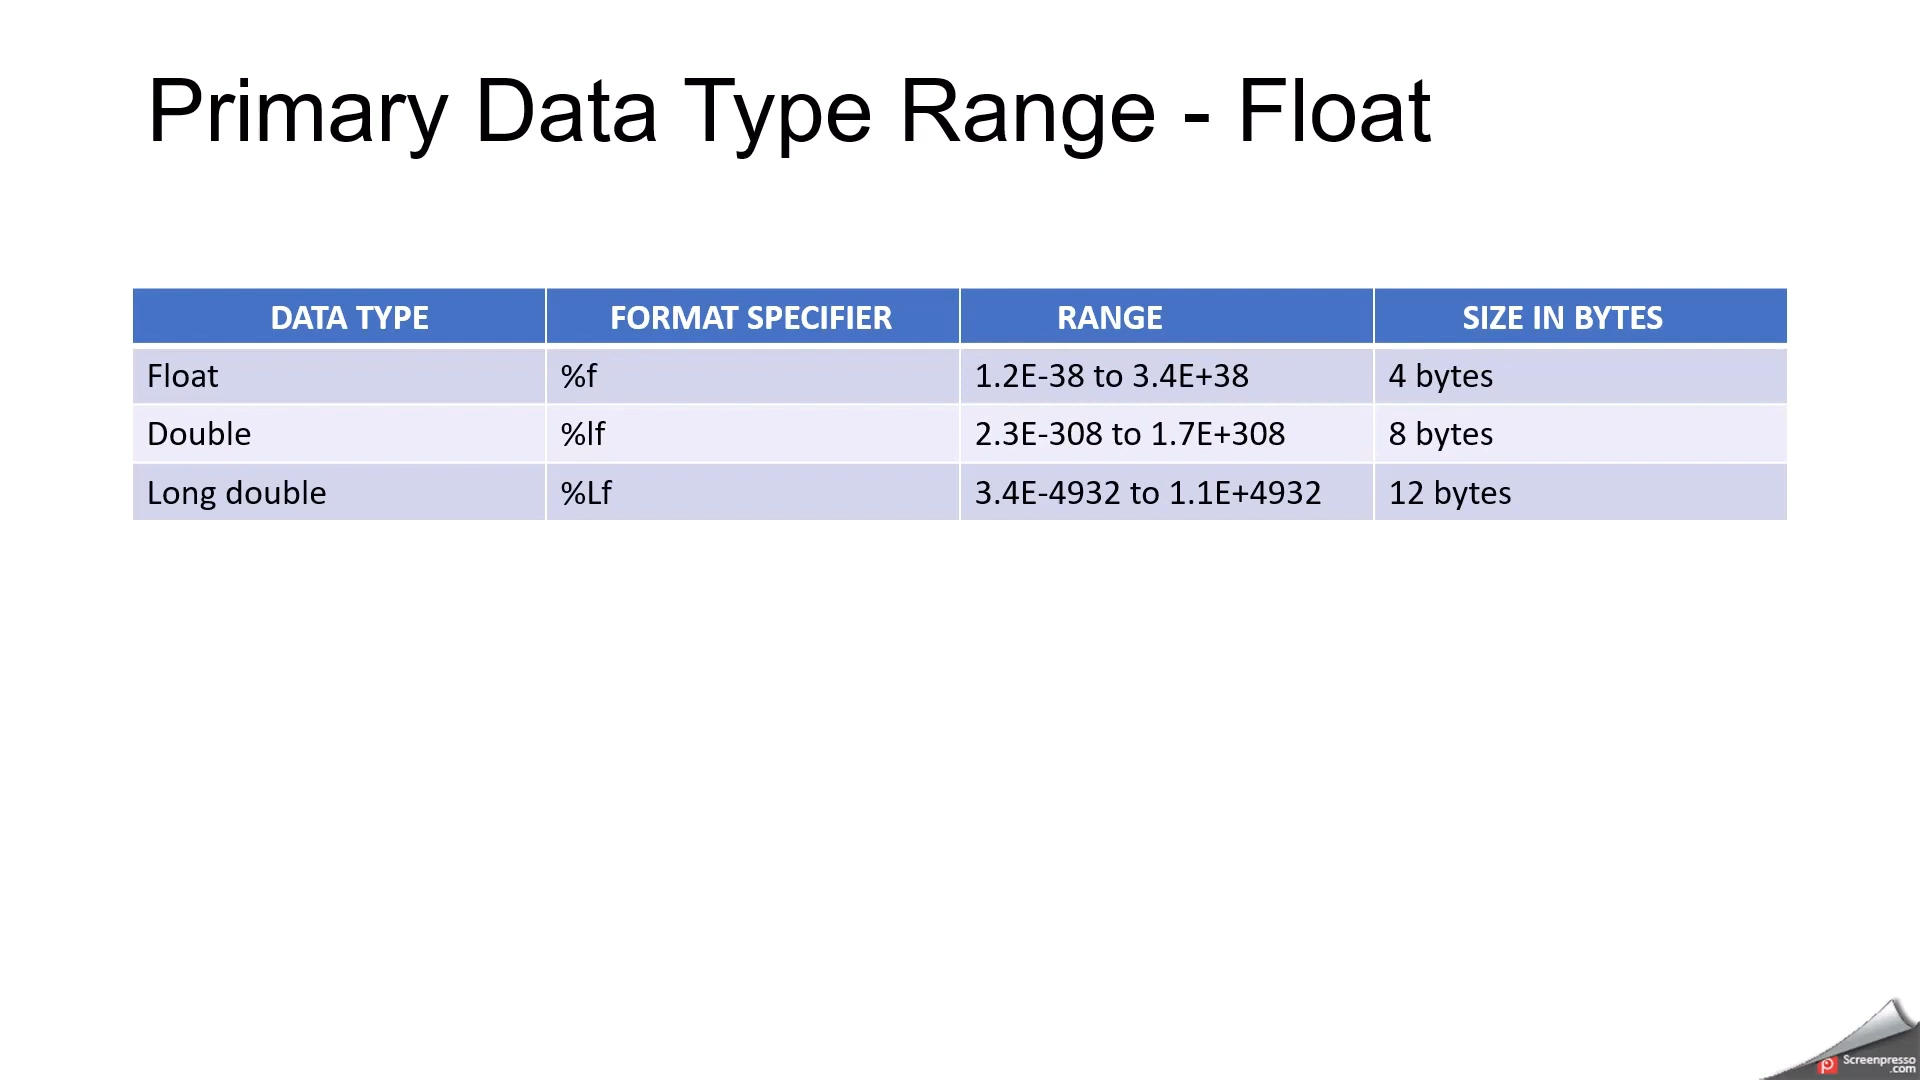 Primary Data Type Range - Float
DATA TYPE FORMAT SPECIFIER RANGE SIZE IN BYTES
Float %f 1.2E-38 to 3.4E+38 4 bytes
Double %lf 2.3E-308 to 1.7E+308 8 bytes
Long double %Lf 3.4E-4932 to 1.1E+4932 12 bytes
Screenpresso
.com